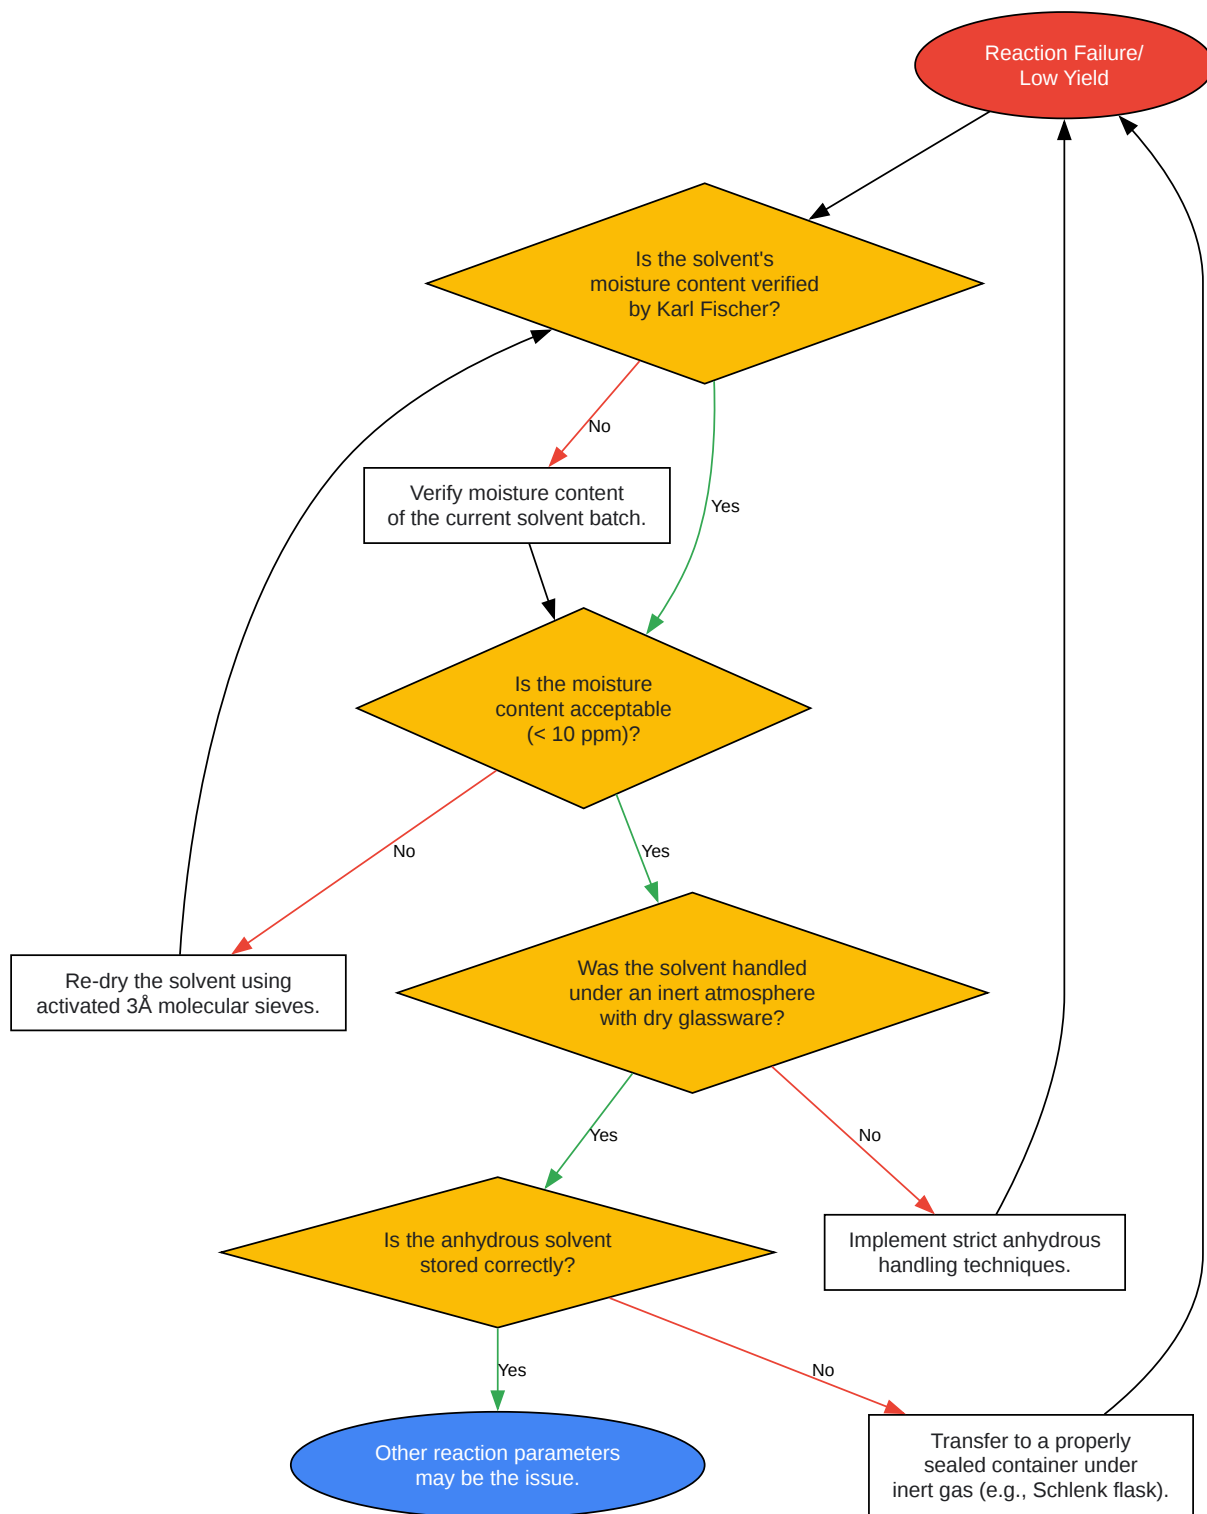 Reaction Failure/
Low Yield
Is the solvent's
moisture content verified
by Karl Fischer?
No
Yes
Verify moisture content
of the current solvent batch.
Is the moisture
content acceptable
(< 10 ppm)?
No
Yes
Re-dry the solvent using
activated 3Å molecular sieves.
Was the solvent handled
under an inert atmosphere
with dry glassware?
Yes
No
Is the anhydrous solvent
stored correctly?
Implement strict anhydrous
handling techniques.
Yes
No
Other reaction parameters
may be the issue.
Transfer to a properly
sealed container under
inert gas (e.g., Schlenk flask).